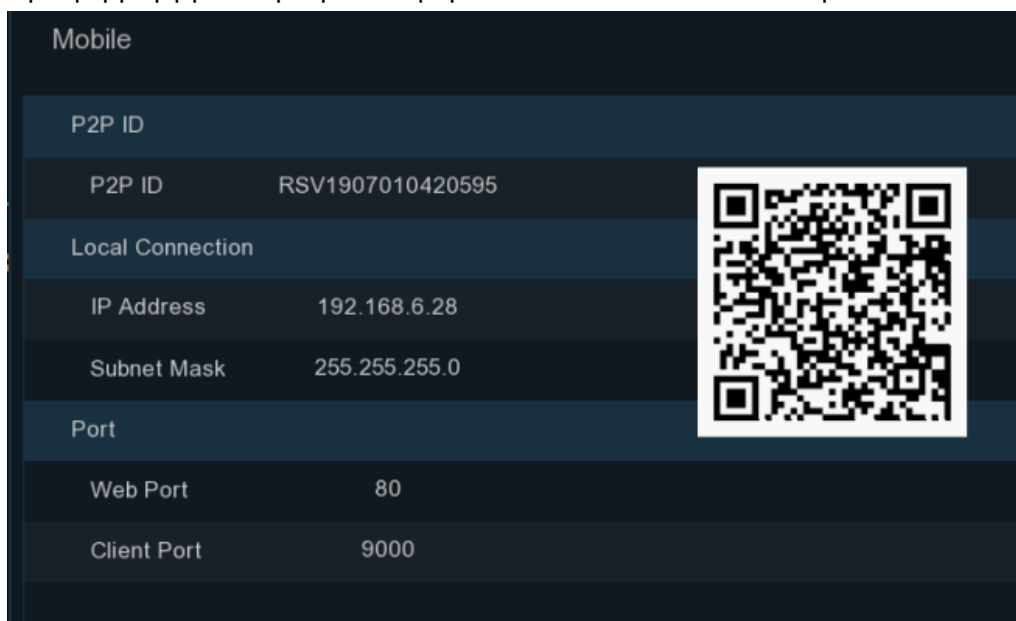 Mobile
P2P ID
P2P ID RSV1907010420595
Local Connection
IP Address 192.168.6.28
Subnet Mask 255.255.255.0
Port
Web Port 80
Client Port 9000